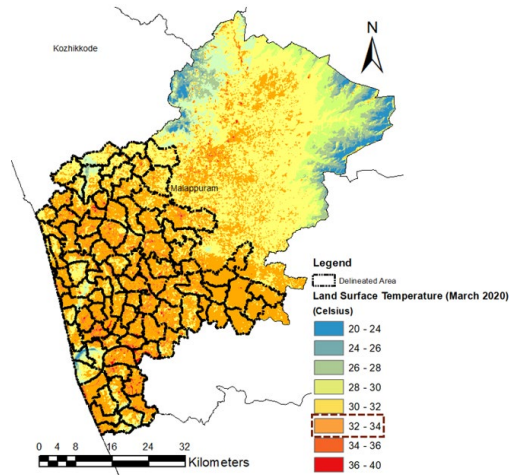 N
Kozhikkode
Malappuram
Legend
Delineated Area
Land Surface Temperature (March 2020)
(Celsius)
20 - 24
24 - 26
26 - 28
28 - 30
30 - 32
32 - 34
34 - 36
36 - 40
0 4 8 16 24 32
Kilometers